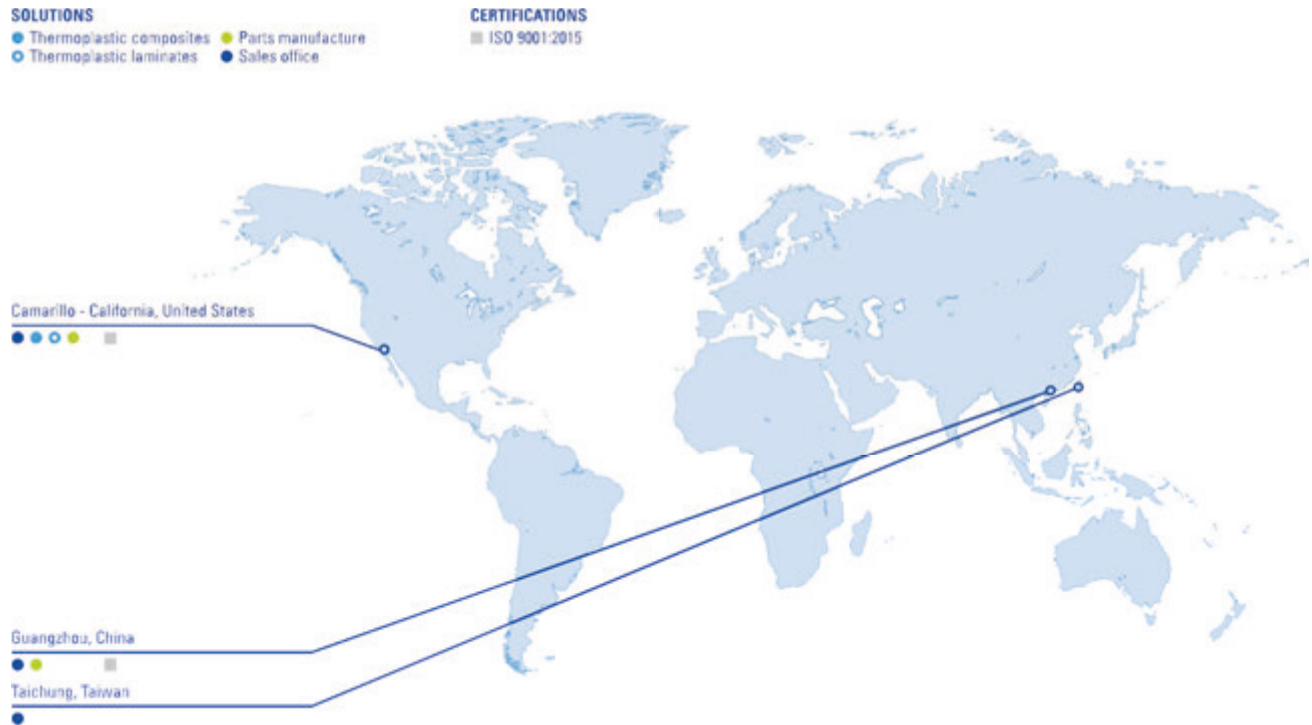 SOLUTIONS
Thermoplastic composites
Parts manufacture
Thermoplastic laminates
Sales office
CERTIFICATIONS
ISO 9001:2015
Camarillo - California, United States
Guangzhou, China
Taichung, Taiwan